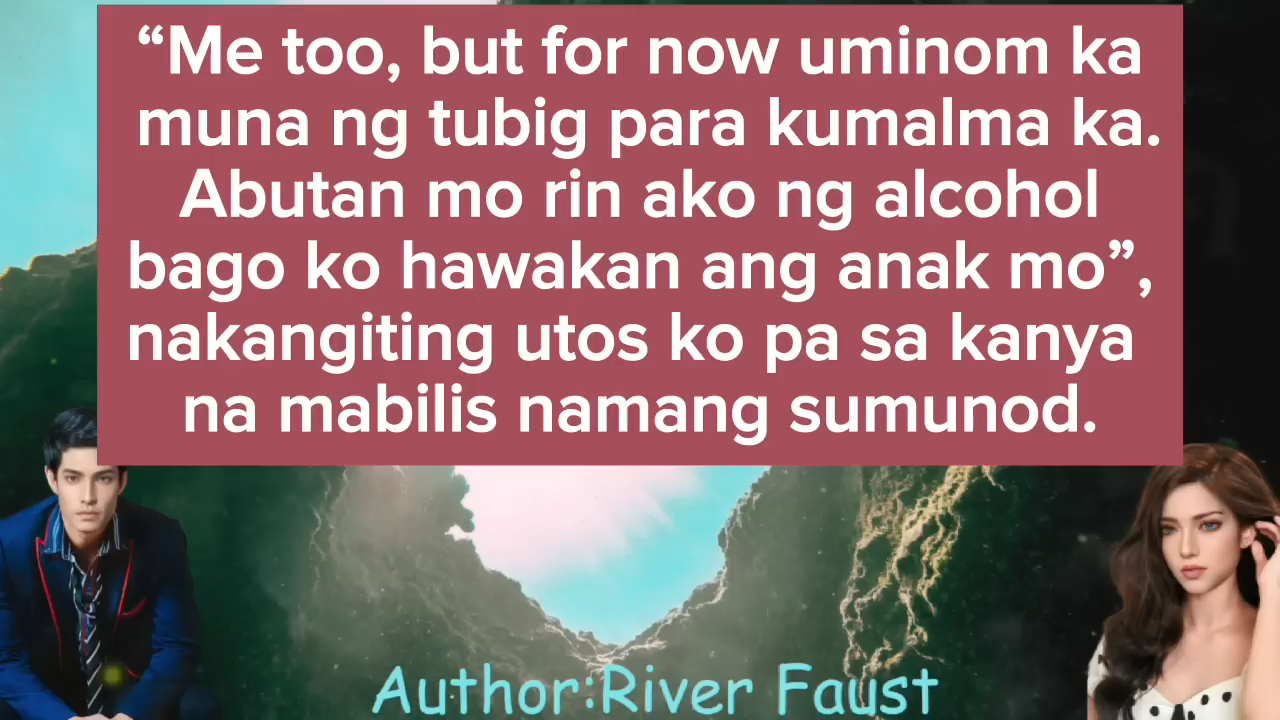 “Me too, but for now uminom ka
muna ng tubig para kumalma ka.
Abutan mo rin ako ng alcohol
bago ko hawakan ang anak mo”,
nakangiting utos ko pa sa kanya
na mabilis namang sumunod.
Author:River Faust